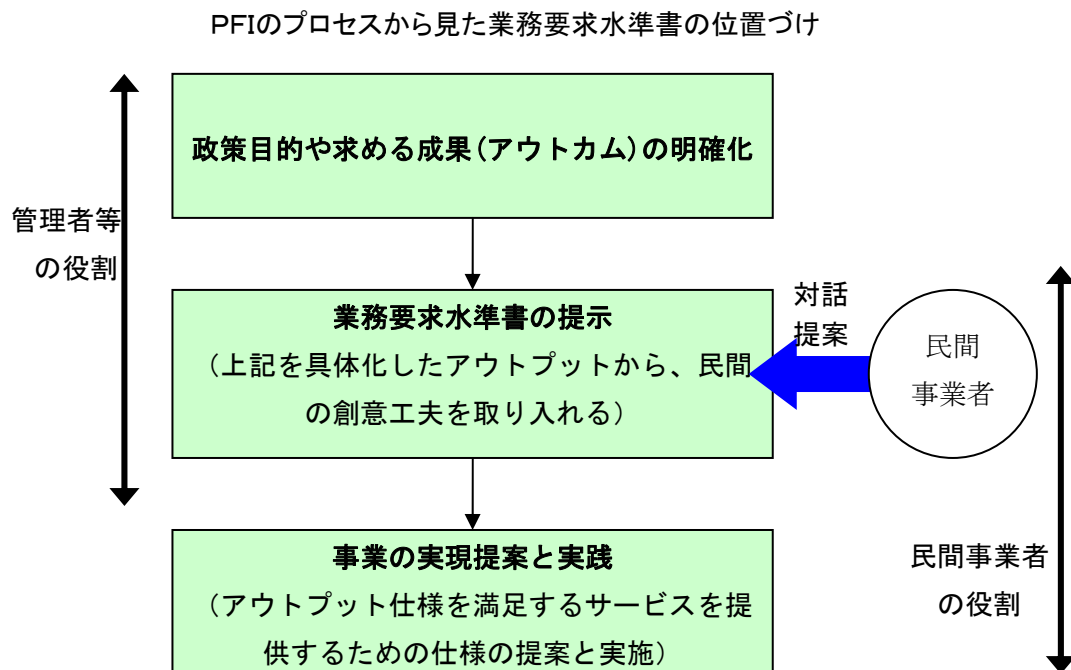 PFIのプロセスから見た業務要求水準書の位置づけ
政策目的や求める成果(アウトカム)の明確化
管理者等
の役割
業務要求水準書の提示
（上記を具体化したアウトプットから、民間
の創意工夫を取り入れる）
対話
提案
民間
事業者
事業の実現提案と実践
（アウトプット仕様を満足するサービスを提
供するための仕様の提案と実施）
民間事業者
の役割